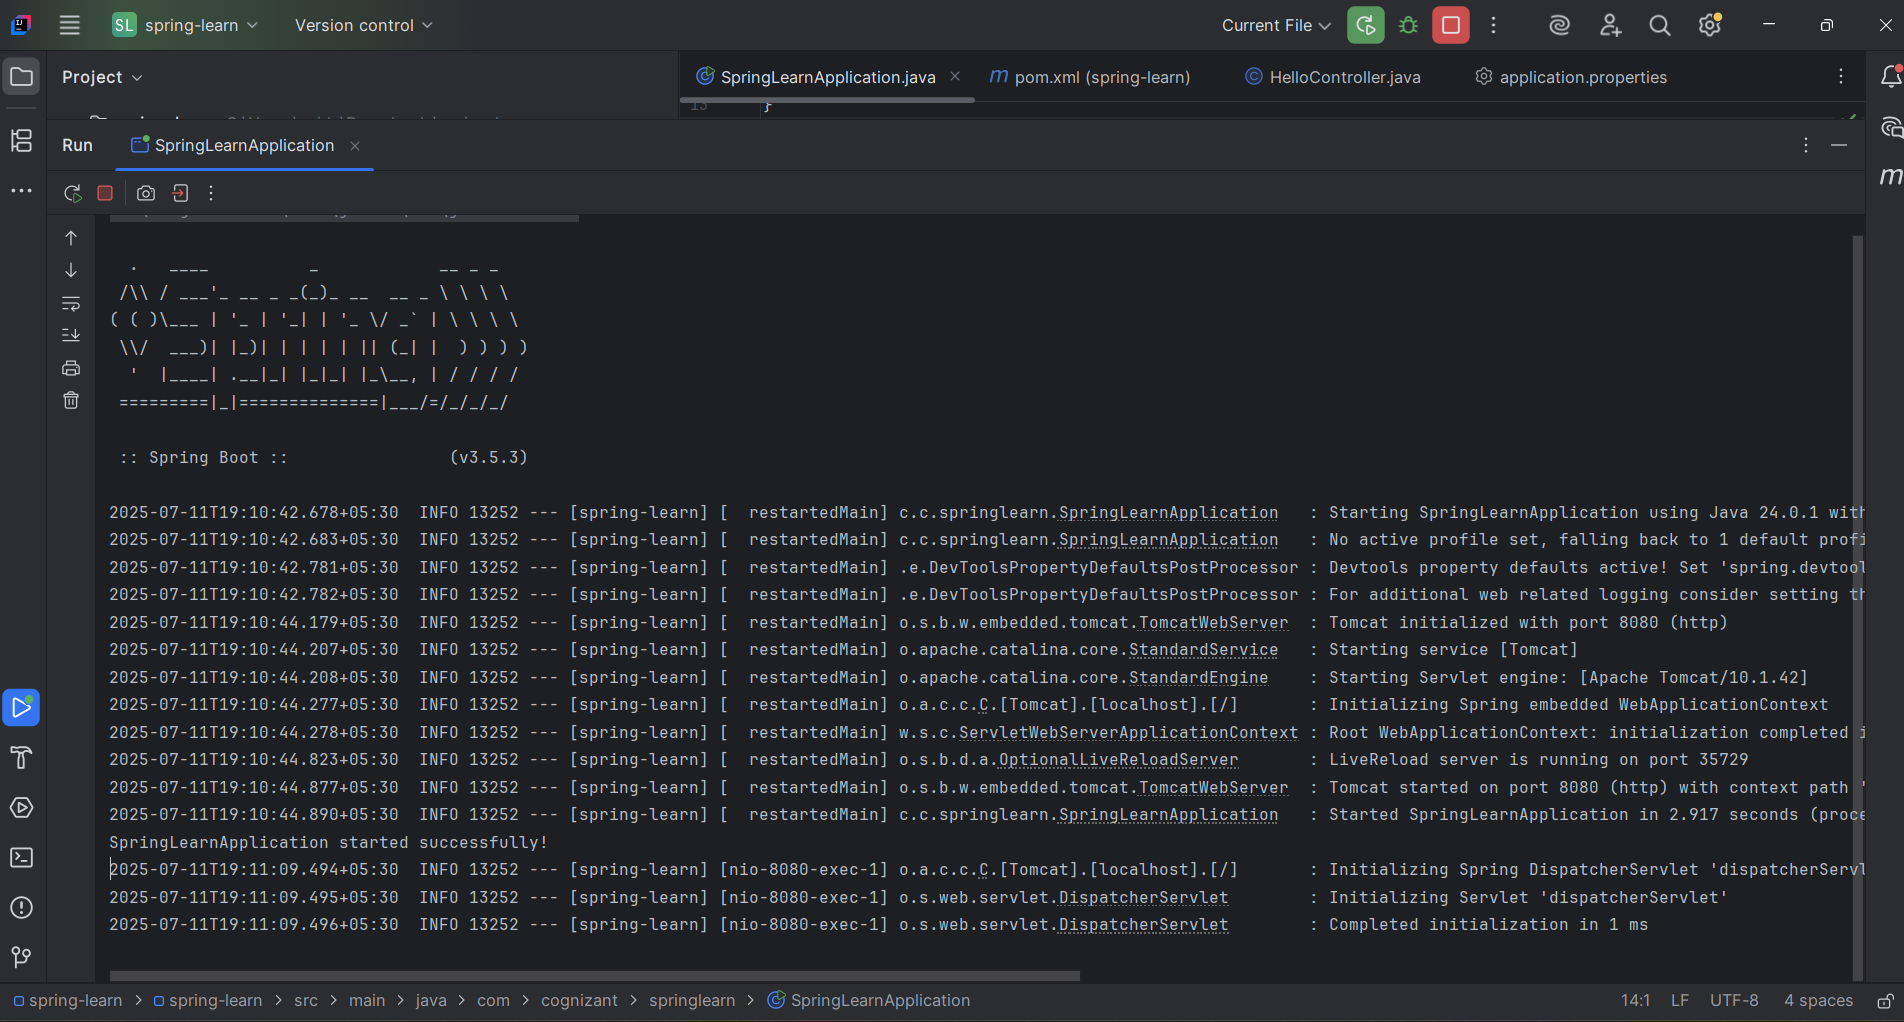 SL spring-learn Version control Current File
Project
SpringLearnApplication.java pom.xml (spring-learn) HelloController.java application.properties
13 }
Run SpringLearnApplication
  .   ____          _            __ _ _
 /\\ / ___'_ __ _ _(_)_ __  __ _ \ \ \ \
( ( )\___ | '_ | '_| | '_ \/ _` | \ \ \ \
 \\/  ___)| |_)| | | | | || (_| |  ) ) ) )
  '  |____| .__|_| |_|_| |_\__, | / / / /
 =========|_|==============|___/=/_/_/_/
 :: Spring Boot ::                (v3.5.3)
2025-07-11T19:10:42.678+05:30  INFO 13252 --- [spring-learn] [  restartedMain] c.c.springlearn.SpringLearnApplication   : Starting SpringLearnApplication using Java 24.0.1 with
2025-07-11T19:10:42.683+05:30  INFO 13252 --- [spring-learn] [  restartedMain] c.c.springlearn.SpringLearnApplication   : No active profile set, falling back to 1 default profi
2025-07-11T19:10:42.781+05:30  INFO 13252 --- [spring-learn] [  restartedMain] .e.DevToolsPropertyDefaultsPostProcessor : Devtools property defaults active! Set 'spring.devtool
2025-07-11T19:10:42.782+05:30  INFO 13252 --- [spring-learn] [  restartedMain] .e.DevToolsPropertyDefaultsPostProcessor : For additional web related logging consider setting th
2025-07-11T19:10:44.179+05:30  INFO 13252 --- [spring-learn] [  restartedMain] o.s.b.w.embedded.tomcat.TomcatWebServer  : Tomcat initialized with port 8080 (http)
2025-07-11T19:10:44.207+05:30  INFO 13252 --- [spring-learn] [  restartedMain] o.apache.catalina.core.StandardService   : Starting service [Tomcat]
2025-07-11T19:10:44.208+05:30  INFO 13252 --- [spring-learn] [  restartedMain] o.apache.catalina.core.StandardEngine    : Starting Servlet engine: [Apache Tomcat/10.1.42]
2025-07-11T19:10:44.277+05:30  INFO 13252 --- [spring-learn] [  restartedMain] o.a.c.c.C.[Tomcat].[localhost].[/]       : Initializing Spring embedded WebApplicationContext
2025-07-11T19:10:44.278+05:30  INFO 13252 --- [spring-learn] [  restartedMain] w.s.c.ServletWebServerApplicationContext : Root WebApplicationContext: initialization completed i
2025-07-11T19:10:44.823+05:30  INFO 13252 --- [spring-learn] [  restartedMain] o.s.b.d.a.OptionalLiveReloadServer       : LiveReload server is running on port 35729
2025-07-11T19:10:44.877+05:30  INFO 13252 --- [spring-learn] [  restartedMain] o.s.b.w.embedded.tomcat.TomcatWebServer  : Tomcat started on port 8080 (http) with context path '
2025-07-11T19:10:44.890+05:30  INFO 13252 --- [spring-learn] [  restartedMain] c.c.springlearn.SpringLearnApplication   : Started SpringLearnApplication in 2.917 seconds (proce
SpringLearnApplication started successfully!
2025-07-11T19:11:09.494+05:30  INFO 13252 --- [spring-learn] [nio-8080-exec-1] o.a.c.c.C.[Tomcat].[localhost].[/]       : Initializing Spring DispatcherServlet 'dispatcherServl
2025-07-11T19:11:09.495+05:30  INFO 13252 --- [spring-learn] [nio-8080-exec-1] o.s.web.servlet.DispatcherServlet        : Initializing Servlet 'dispatcherServlet'
2025-07-11T19:11:09.496+05:30  INFO 13252 --- [spring-learn] [nio-8080-exec-1] o.s.web.servlet.DispatcherServlet        : Completed initialization in 1 ms
spring-learn > spring-learn > src > main > java > com > cognizant > springlearn > SpringLearnApplication 14:1 LF UTF-8 4 spaces